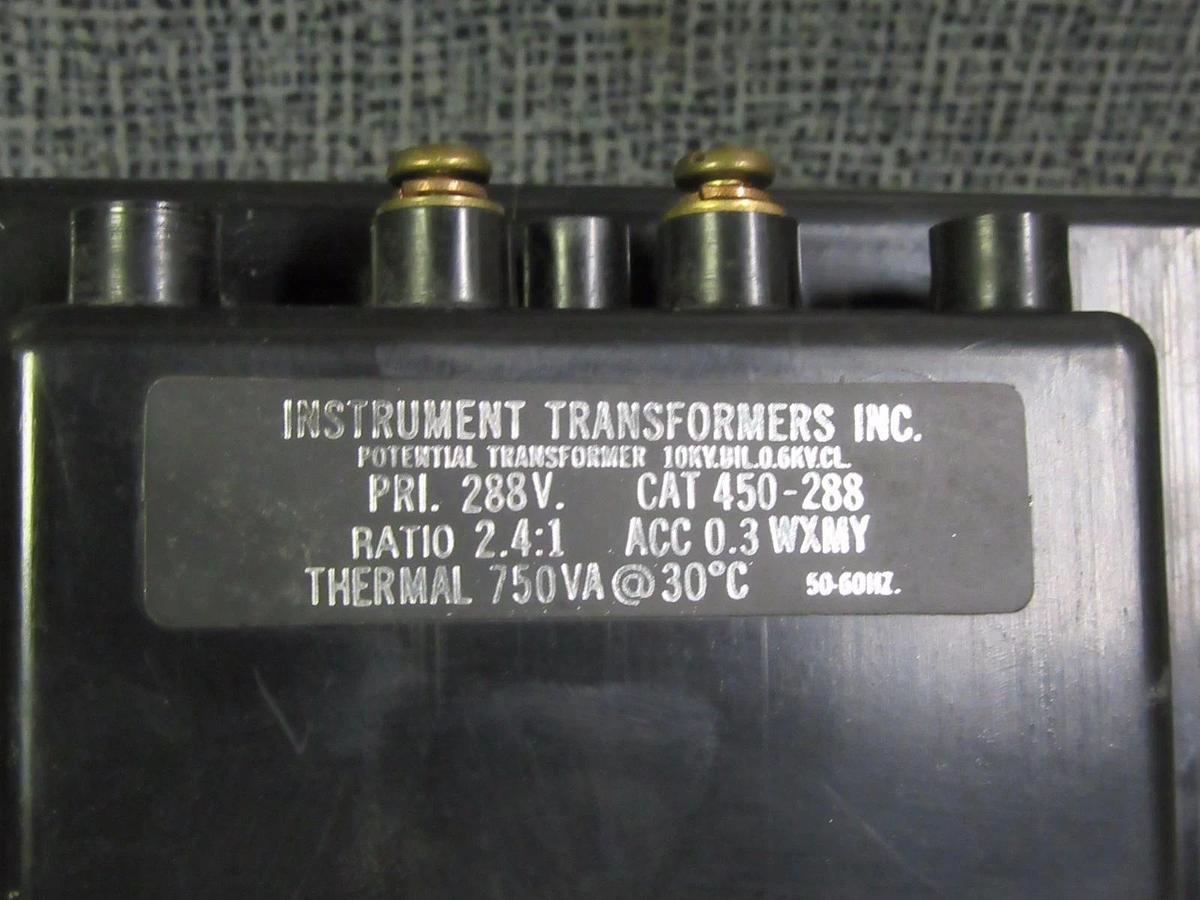 INSTRUMENT TRANSFORMERS INC.
POTENTIAL TRANSFORMER 10KV.BIL.0.6KV.CL.
PRI. 288V. CAT 450-288
RATIO 2.4:1 ACC 0.3 WXMY
THERMAL 750VA @ 30°C 50-60HZ.